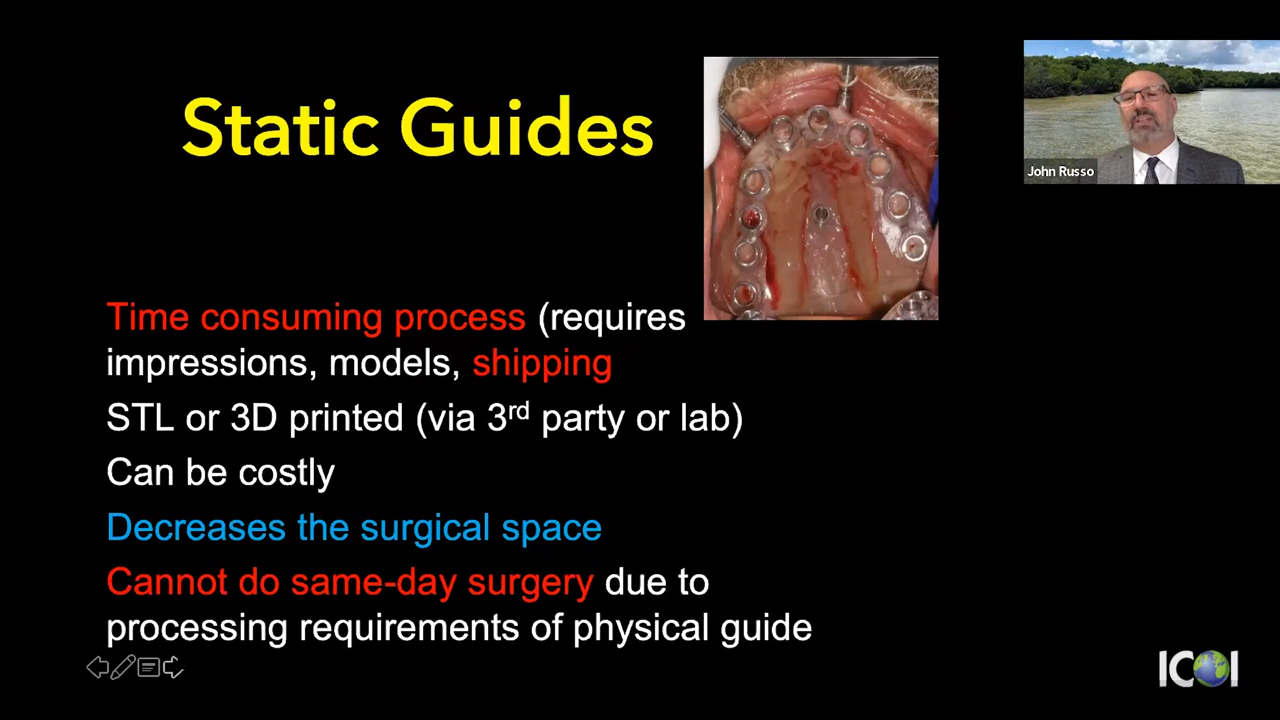 Static Guides
John Russo
Time consuming process (requires
impressions, models, shipping
STL or 3D printed (via 3rd party or lab)
Can be costly
Decreases the surgical space
Cannot do same-day surgery due to
processing requirements of physical guide
ICOI